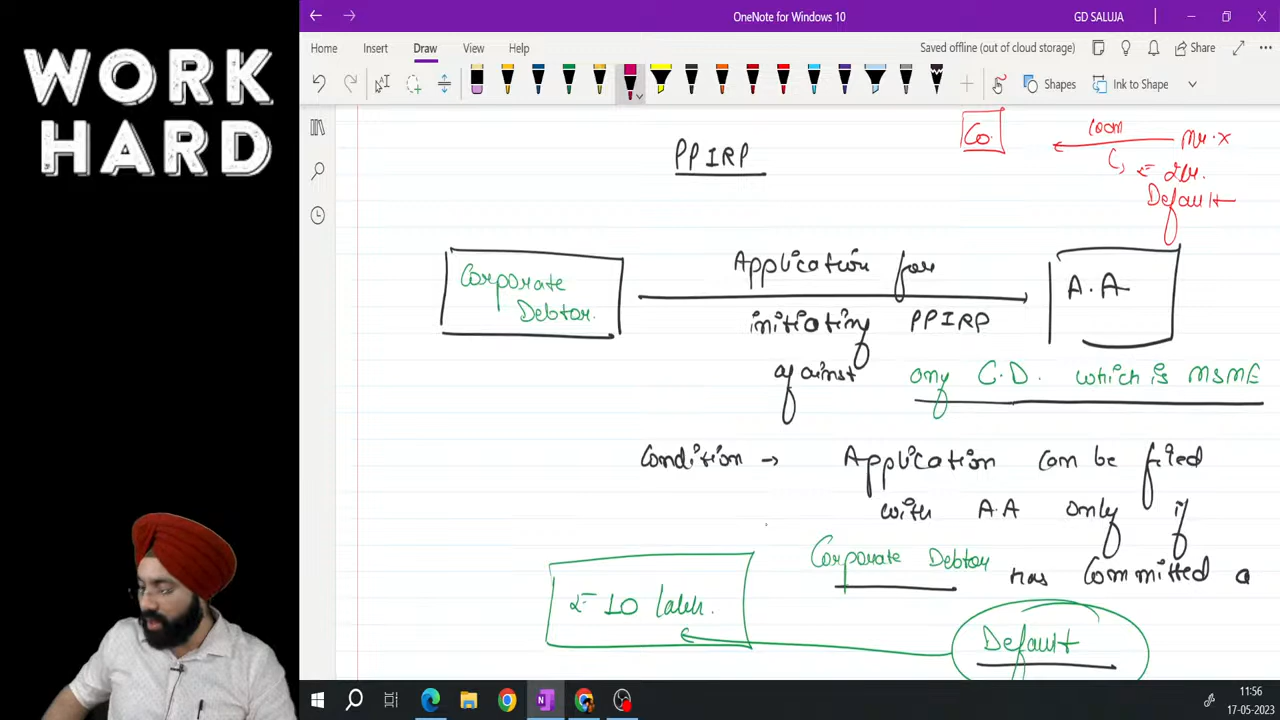 WORK
HARD
OneNote for Windows 10
GD SALUJA
Home
Insert
Draw
View
Help
Saved offline (out of cloud storage)
Share
Shapes
Ink to Shape
PPIRP
Co.
Loan
Mr. X
Default
Corporate
Debtor.
Application for
initiating PPIRP
A.A
against any C.D. which is MSME
Condition → Application can be filed
with A.A only if
Corporate Debtor has Committed a
10 lakh.
Default
11:56
17-05-2023